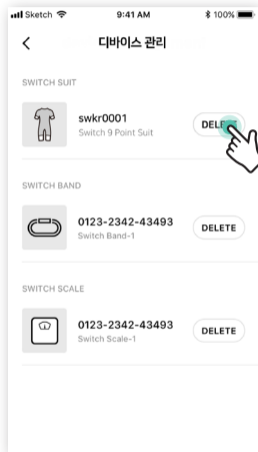 Sketch 9:41 AM 100%
디바이스 관리
SWITCH SUIT
swkr0001
Switch 9 Point Suit
DELETE
SWITCH BAND
0123-2342-43493
Switch Band-1
DELETE
SWITCH SCALE
0123-2342-43493
Switch Scale-1
DELETE